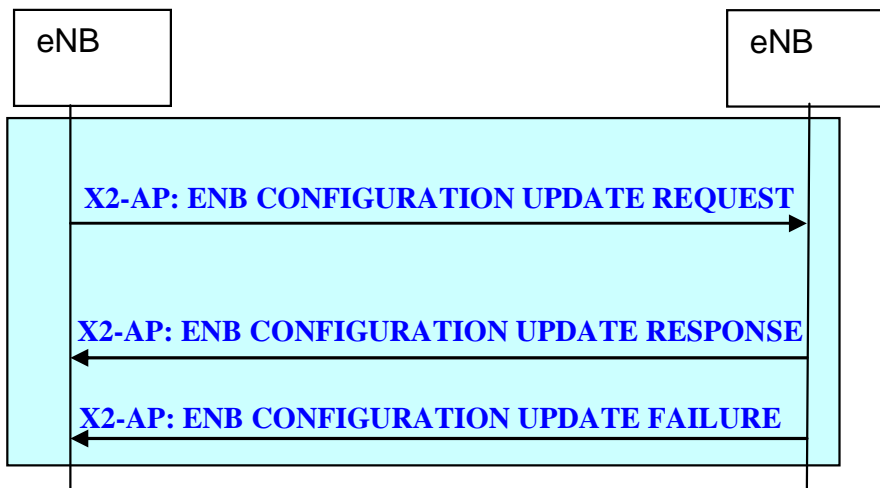 eNB
eNB
X2-AP: ENB CONFIGURATION UPDATE REQUEST
X2-AP: ENB CONFIGURATION UPDATE RESPONSE
X2-AP: ENB CONFIGURATION UPDATE FAILURE